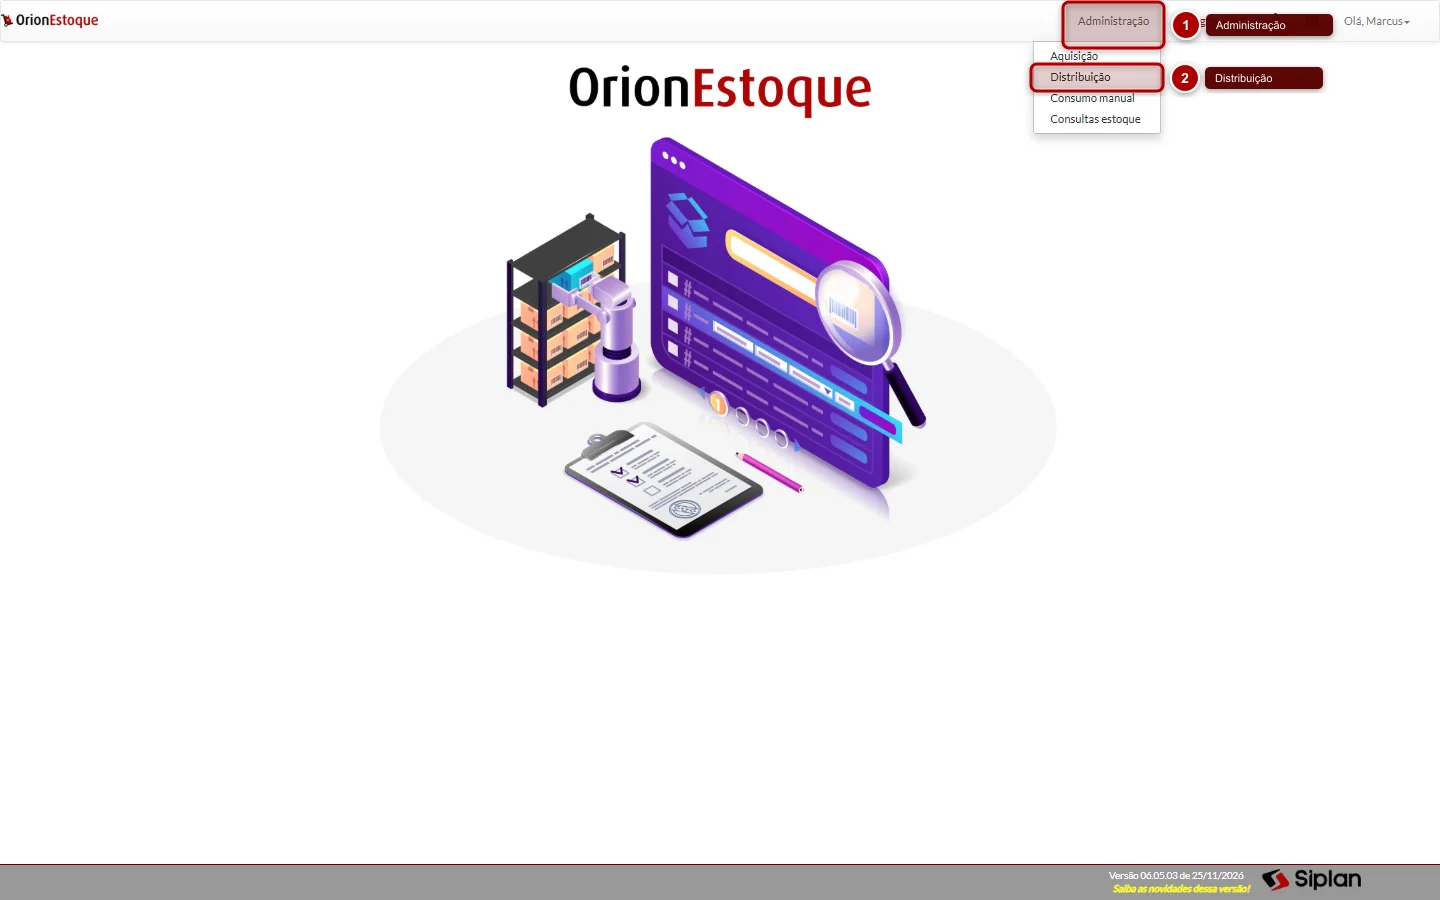 OrionEstoque
Administração
1
Administração
Olá, Marcus
Aquisição
Distribuição
2
Distribuição
Consumo manual
Consultas estoque
OrionEstoque
1
Versão 06.05.03 de 25/11/2026
Saiba as novidades dessa versão!
Siplan